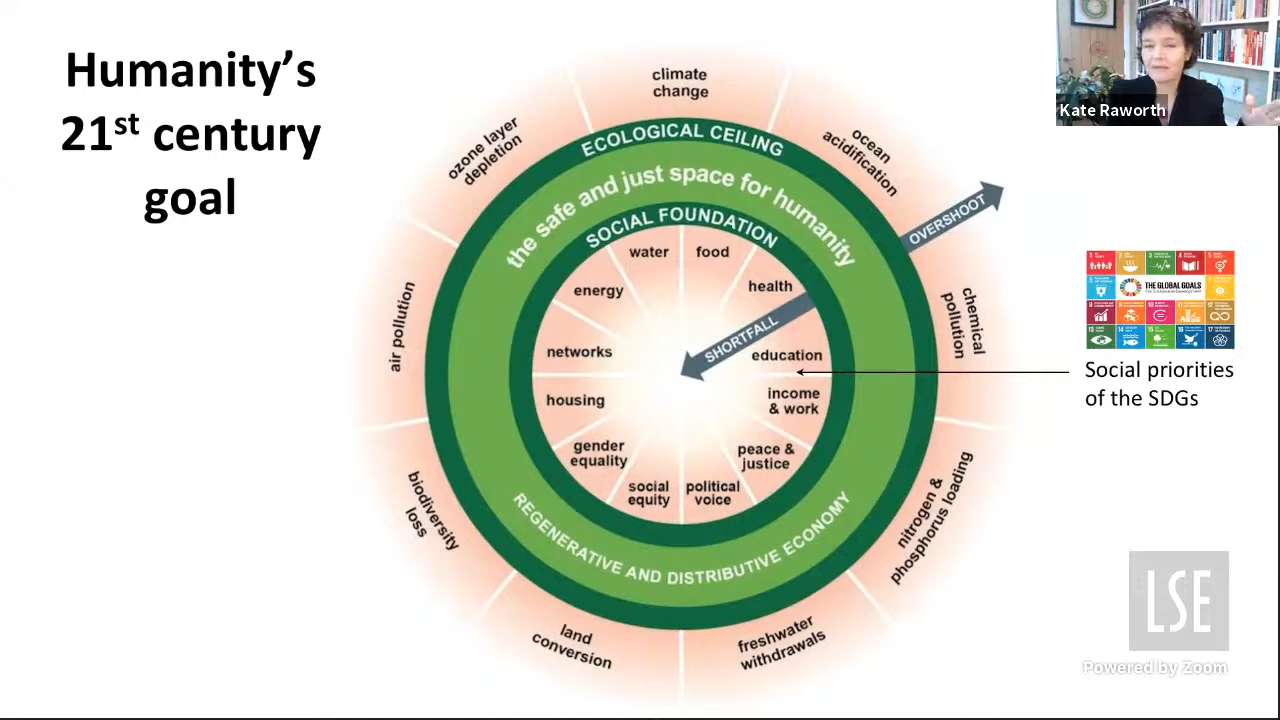 Humanity's
21st century
goal
climate
change
ocean
acidification
chemical
pollution
nitrogen &
phosphorus loading
freshwater
withdrawals
land
conversion
biodiversity
loss
air pollution
ozone layer
depletion
ECOLOGICAL CEILING
the safe and just space for humanity
SOCIAL FOUNDATION
water
food
health
education
income
& work
peace &
justice
political
voice
social
equity
gender
equality
housing
networks
energy
SHORTFALL
OVERSHOOT
REGENERATIVE AND DISTRIBUTIVE ECONOMY
Kate Raworth
THE GLOBAL GOALS
Social priorities
of the SDGs
LSE
Powered by Zoom